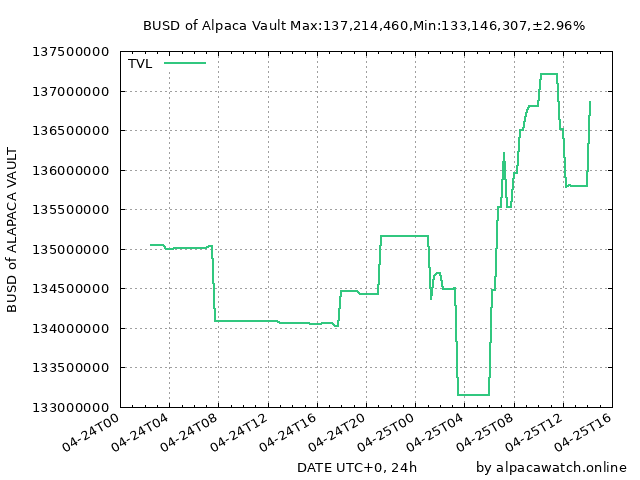 BUSD of Alpaca Vault Max:137,214,460,Min:133,146,307,±2.96%
TVL
137500000
137000000
136500000
136000000
135500000
135000000
134500000
134000000
133500000
133000000
BUSD of ALAPACA VAULT
04-24T00
04-24T04
04-24T08
04-24T12
04-24T16
04-24T20
04-25T00
04-25T04
04-25T08
04-25T12
04-25T16
DATE UTC+0, 24h
by alpacawatch.online